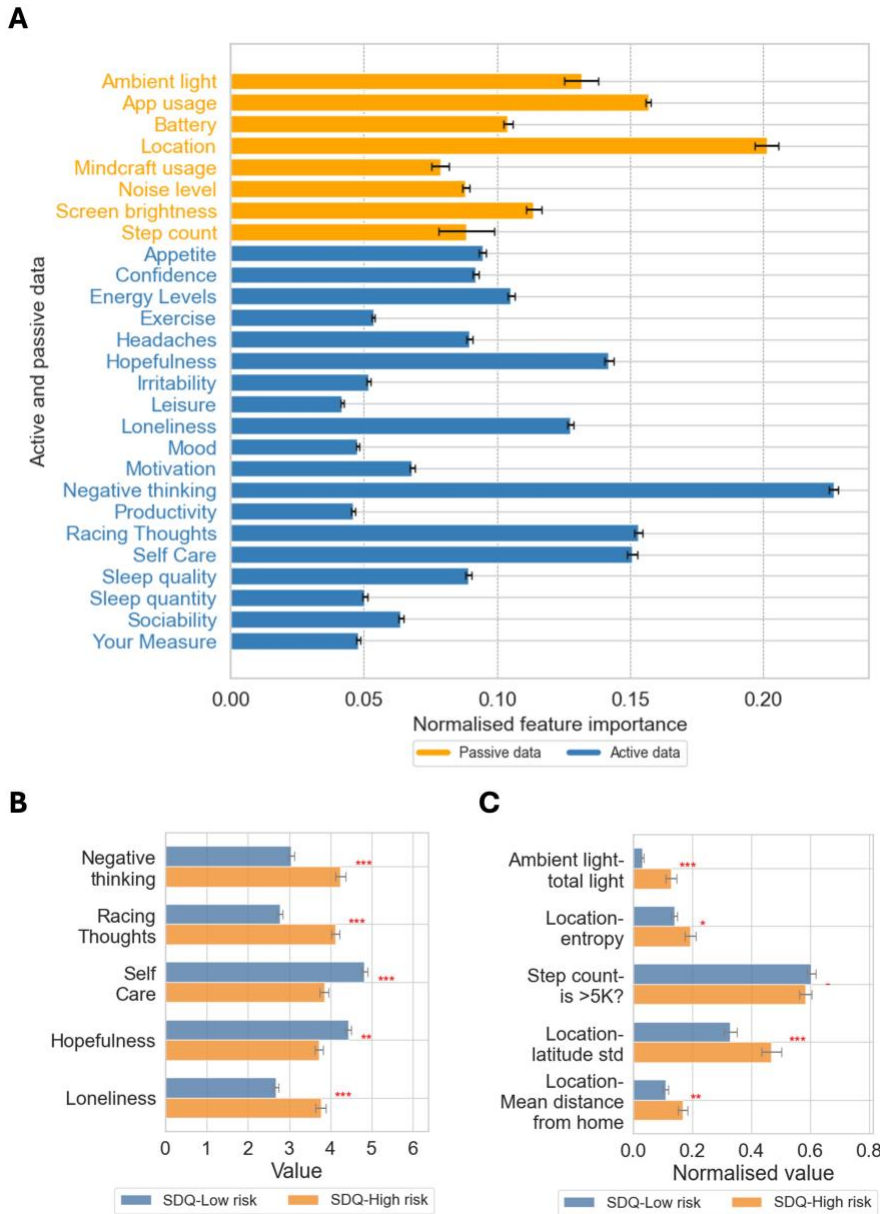 A
Active and passive data
Ambient light
App usage
Battery
Location
Mindcraft usage
Noise level
Screen brightness
Step count
Appetite
Confidence
Energy Levels
Exercise
Headaches
Hopefulness
Irritability
Leisure
Loneliness
Mood
Motivation
Negative thinking
Productivity
Racing Thoughts
Self Care
Sleep quality
Sleep quantity
Sociability
Your Measure
0.00 0.05 0.10 0.15 0.20
Normalised feature importance
Passive data Active data
B
Negative
thinking
***
Racing
Thoughts
***
Self
Care
***
Hopefulness
**
Loneliness
***
0 1 2 3 4 5 6
Value
SDQ-Low risk SDQ-High risk
C
Ambient light-
total light
***
Location-
entropy
*
Step count-
is >5K?
-
Location-
latitude std
***
Location-
Mean distance
from home
**
0.0 0.2 0.4 0.6 0.8
Normalised value
SDQ-Low risk SDQ-High risk